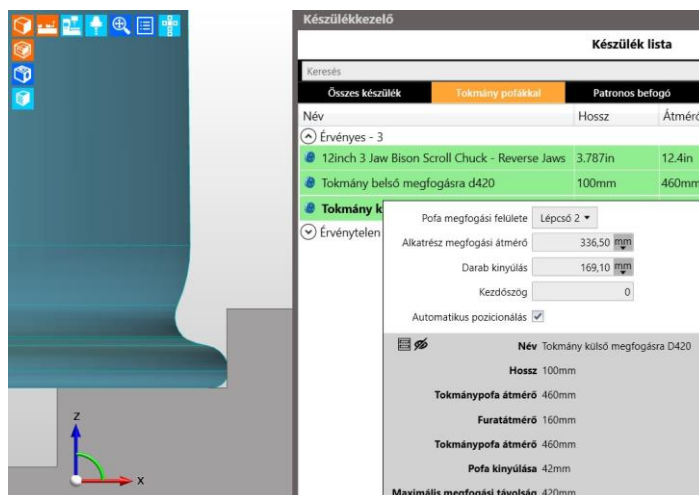 Készülékkezelő
Készülék lista
Keresés
Összes készülék Tokmány pofákkal Patronos befogó
Név Hossz Átmérő
Érvényes - 3
12inch 3 Jaw Bison Scroll Chuck - Reverse Jaws 3.787in 12.4in
Tokmány belső megfogásra d420 100mm 460mm
Tokmány k
Érvénytelen
Pofa megfogási felülete Lépcső 2
Alkatrész megfogási átmérő 336,50 mm
Darab kinyúlás 169,10 mm
Kezdőszög 0
Automatikus pozicionálás
Név Tokmány külső megfogásra D420
Hossz 100mm
Tokmánypofa átmérő 460mm
Furatátmérő 160mm
Tokmánypofa átmérő 460mm
Pofa kinyúlása 42mm
Maximális megfogási távolság 420mm
z
x